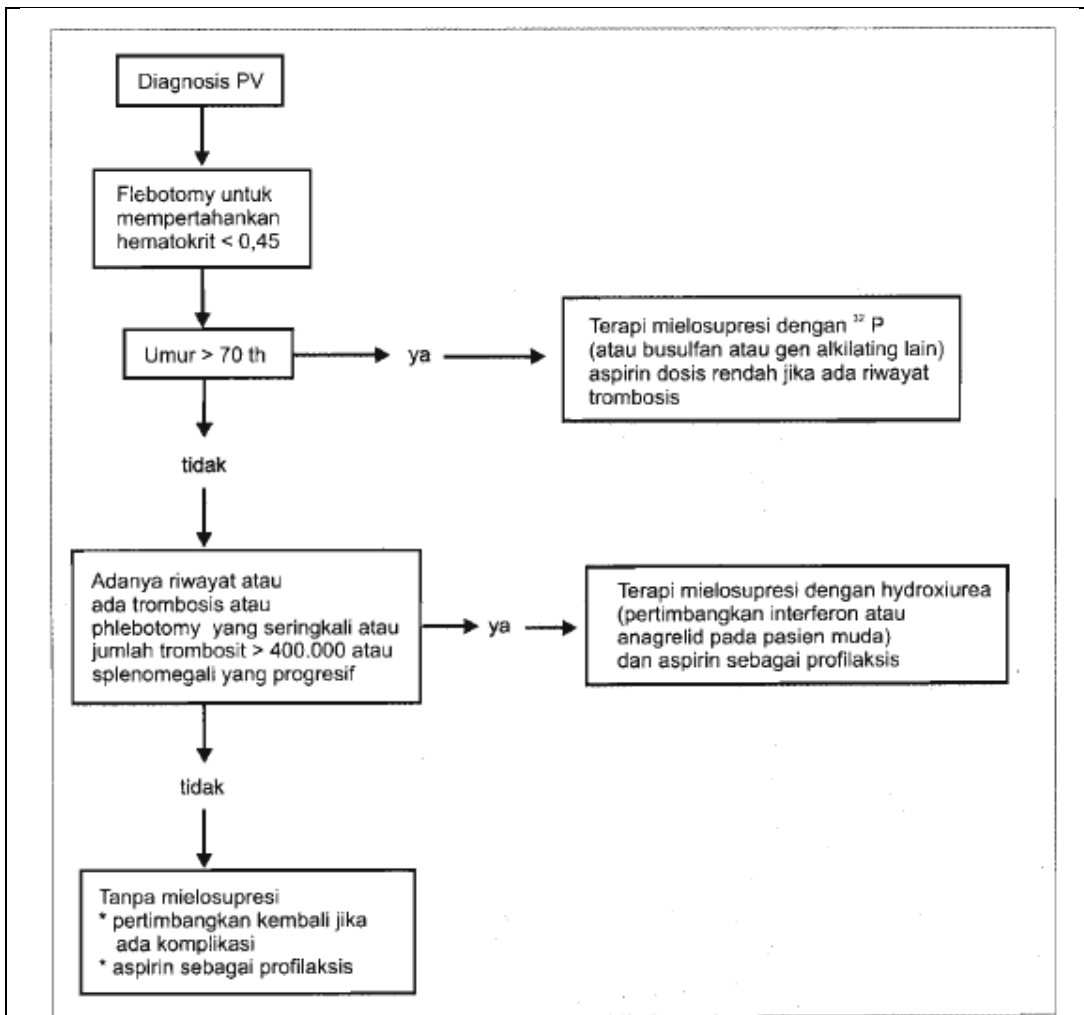 Diagnosis PV
Flebotomy untuk
mempertahankan
hematokrit < 0,45
Umur > 70 th
ya
Terapi mielosupresi dengan ³² P
(atau busulfan atau gen alkilating lain)
aspirin dosis rendah jika ada riwayat
trombosis
tidak
Adanya riwayat atau
ada trombosis atau
phlebotomy yang seringkali atau
jumlah trombosit > 400.000 atau
splenomegali yang progresif
ya
Terapi mielosupresi dengan hydroxiurea
(pertimbangkan interferon atau
anagrelid pada pasien muda)
dan aspirin sebagai profilaksis
tidak
Tanpa mielosupresi
* pertimbangkan kembali jika
ada komplikasi
* aspirin sebagai profilaksis